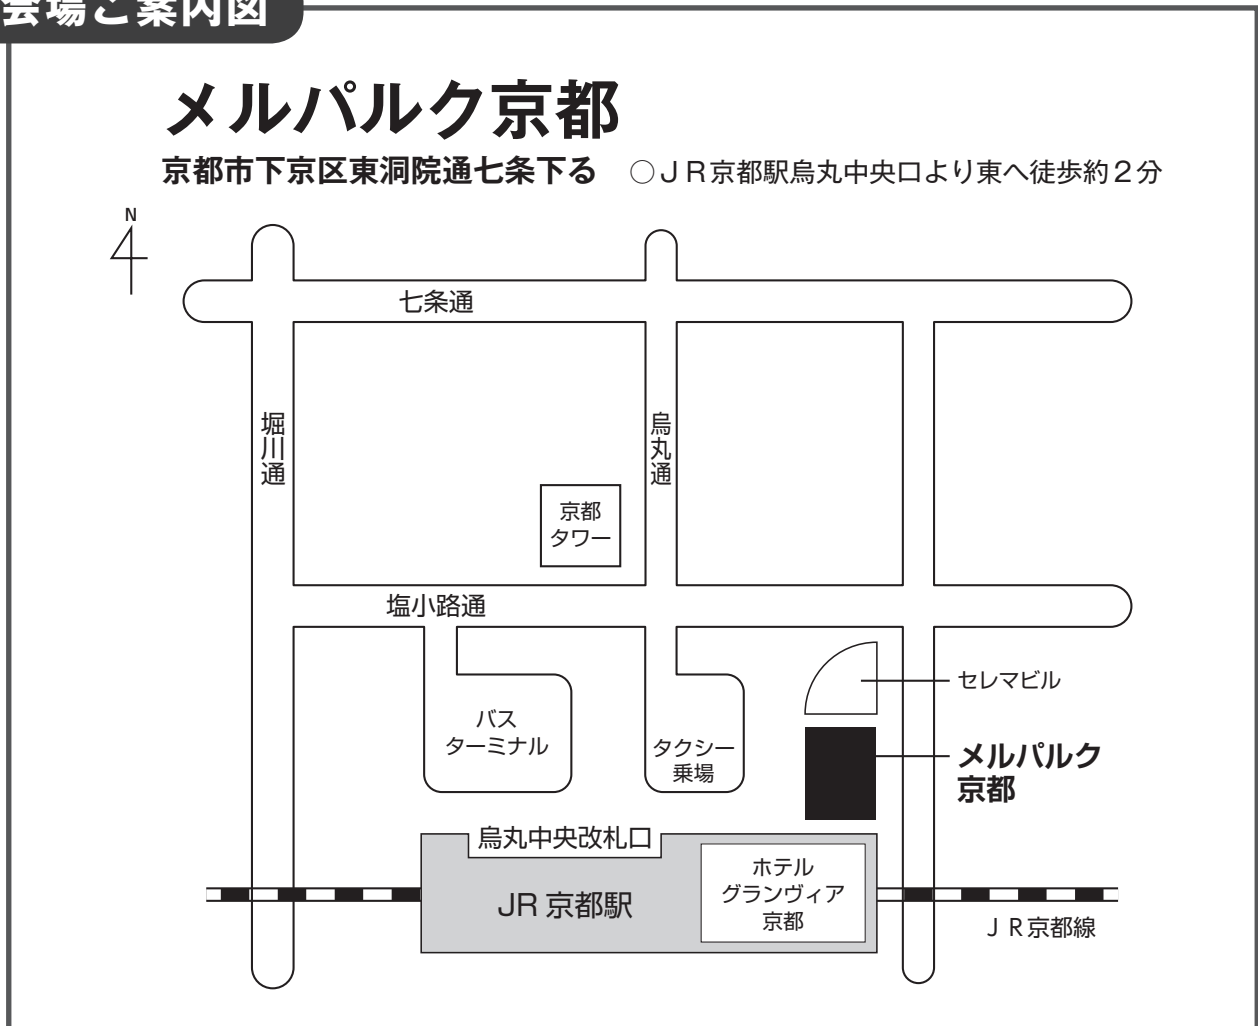 会場ご案内図
メルパルク京都
京都市下京区東洞院通七条下る ○JR京都駅烏丸中央口より東へ徒歩約2分
N
七条通
堀川通
烏丸通
京都
タワー
塩小路通
セレマビル
バス
ターミナル
タクシー
乗場
メルパルク
京都
烏丸中央改札口
JR 京都駅
ホテル
グランヴィア
京都
JR京都線